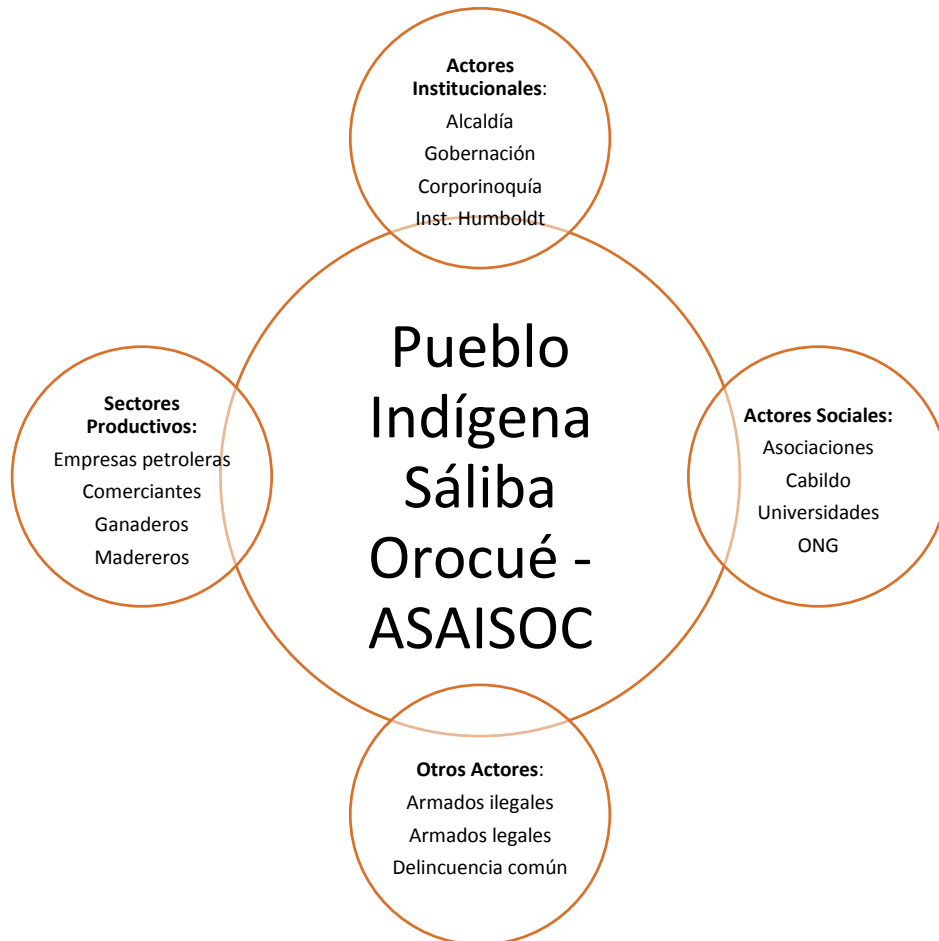 Actores
Institucionales:
Alcaldía
Gobernación
Corporinoquía
Inst. Humboldt
Sectores
Productivos:
Empresas petroleras
Comerciantes
Ganaderos
Madereros
Pueblo
Indígena
Sáliba
Orocué -
ASAISOC
Actores Sociales:
Asociaciones
Cabildo
Universidades
ONG
Otros Actores:
Armados ilegales
Armados legales
Delincuencia común